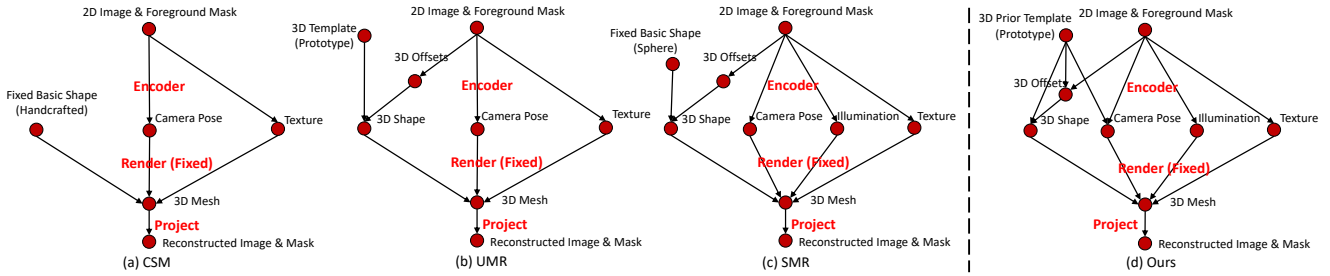 2D Image & Foreground Mask
Encoder
Fixed Basic Shape
(Handcrafted)
Camera Pose
Texture
Render (Fixed)
3D Mesh
Project
Reconstructed Image & Mask
(a) CSM
2D Image & Foreground Mask
3D Template
(Prototype)
3D Offsets
Encoder
3D Shape
Camera Pose
Texture
Render (Fixed)
3D Mesh
Project
Reconstructed Image & Mask
(b) UMR
2D Image & Foreground Mask
Fixed Basic Shape
(Sphere)
3D Offsets
Encoder
3D Shape
Camera Pose
Illumination
Texture
Render (Fixed)
3D Mesh
Project
Reconstructed Image & Mask
(c) SMR
2D Image & Foreground Mask
3D Prior Template
(Prototype)
3D Offsets
Encoder
3D Shape
Camera Pose
Illumination
Texture
Render (Fixed)
3D Mesh
Project
Reconstructed Image & Mask
(d) Ours